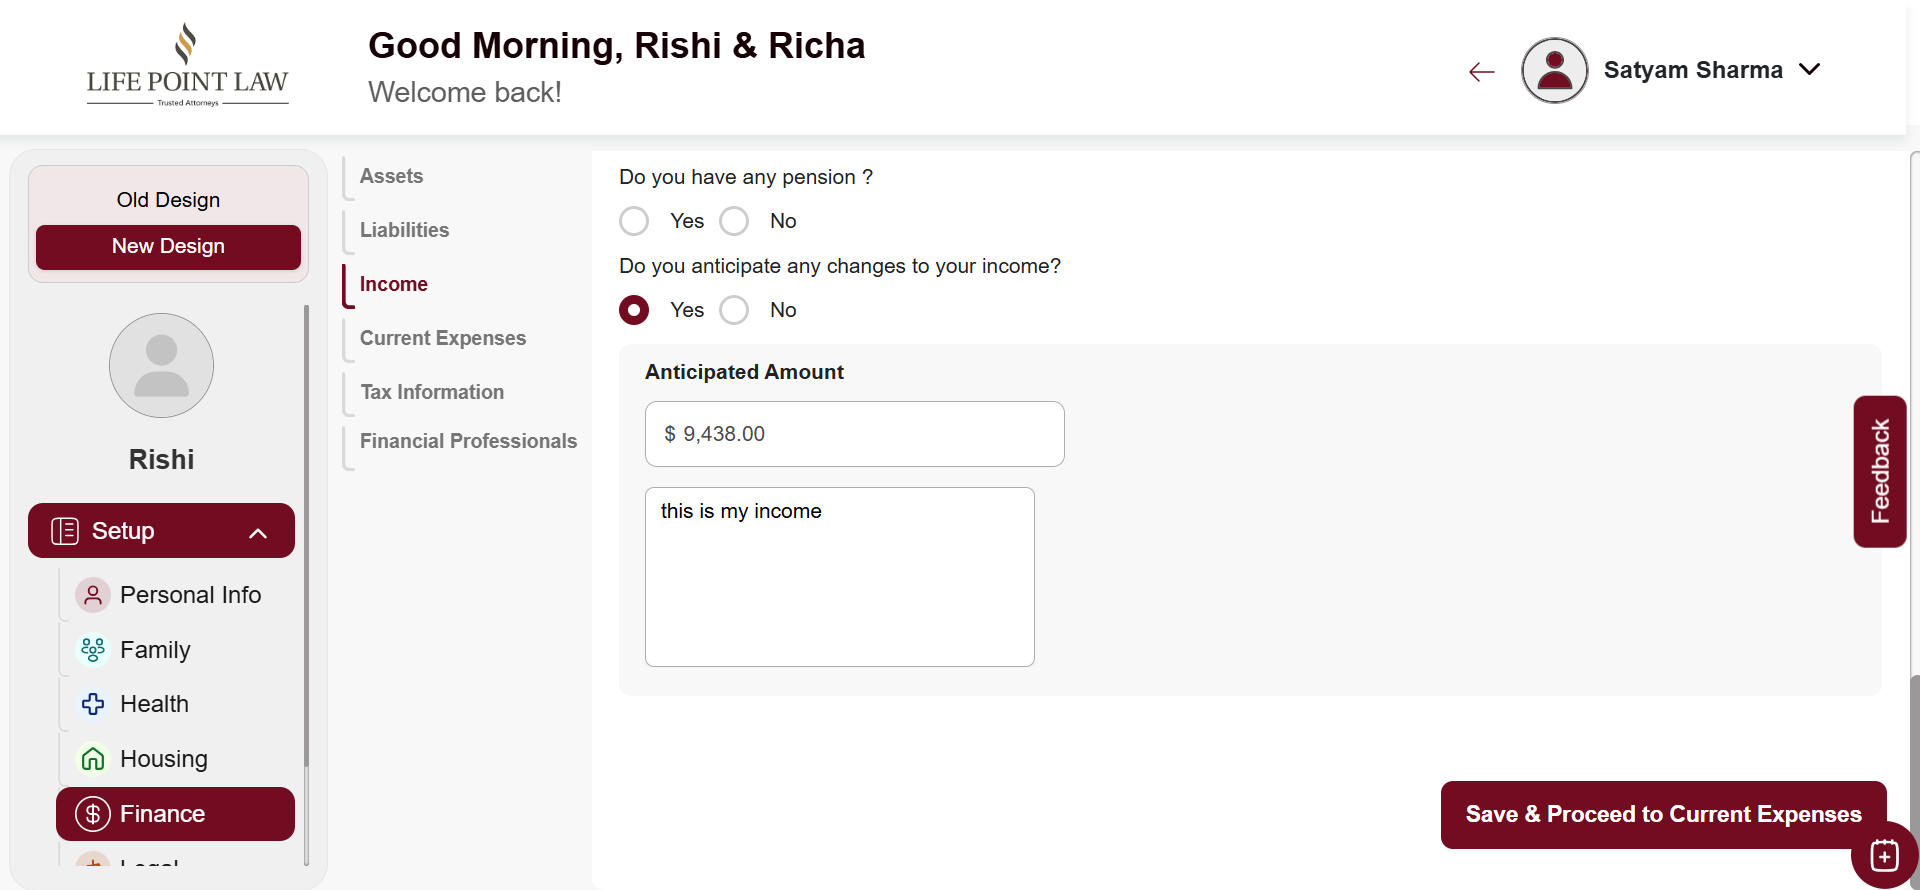 LIFE POINT LAW
Trusted Attorneys
Good Morning, Rishi & Richa
Welcome back!
Satyam Sharma
Old Design
New Design
Rishi
Setup
Personal Info
Family
Health
Housing
Finance
Legal
Assets
Liabilities
Income
Current Expenses
Tax Information
Financial Professionals
Do you have any pension ?
Yes No
Do you anticipate any changes to your income?
Yes No
Anticipated Amount
$ 9,438.00
this is my income
Feedback
Save & Proceed to Current Expenses